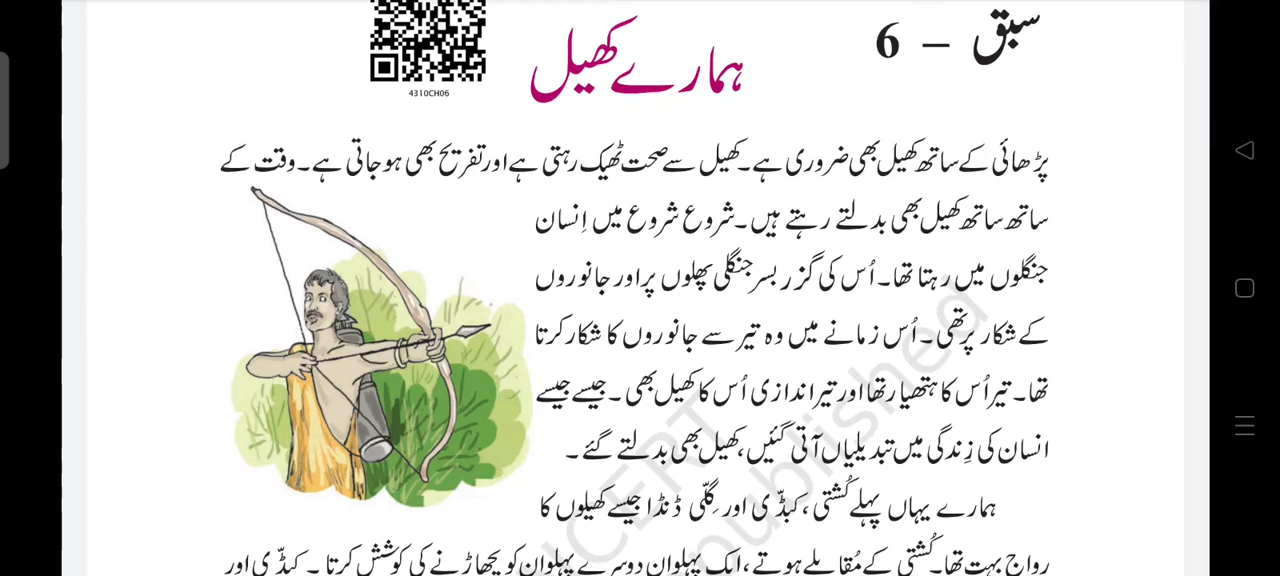 سبق – 6
4310CH06
ہمارے کھیل
پڑھائی کے ساتھ کھیل بھی ضروری ہے۔ کھیل سے صحت ٹھیک رہتی ہے اور تفریح بھی ہوجاتی ہے۔ وقت کے
ساتھ ساتھ کھیل بھی بدلتے رہتے ہیں۔ شروع شروع میں اِنسان
جنگلوں میں رہتا تھا۔ اُس کی گزر بسر جنگلی پھلوں پر اور جانوروں
کے شکار پر تھی۔ اُس زمانے میں وہ تیر سے جانوروں کا شکار کرتا
تھا۔ تیر اُس کا ہتھیار تھا اور تیر اندازی اُس کا کھیل بھی۔ جیسے جیسے
انسان کی زِندگی میں تبدیلیاں آتی گئیں، کھیل بھی بدلتے گئے۔
ہمارے یہاں پہلے کُشتی، کبڈّی اور گِلّی ڈنڈا جیسے کھیلوں کا
رواج بہت تھا۔ کُشتی کے مُقابلے ہوتے، ایک پہلوان دوسرے پہلوان کو پچھاڑنے کی کوشش کرتا۔ کبڈّی اور
NCERT
published